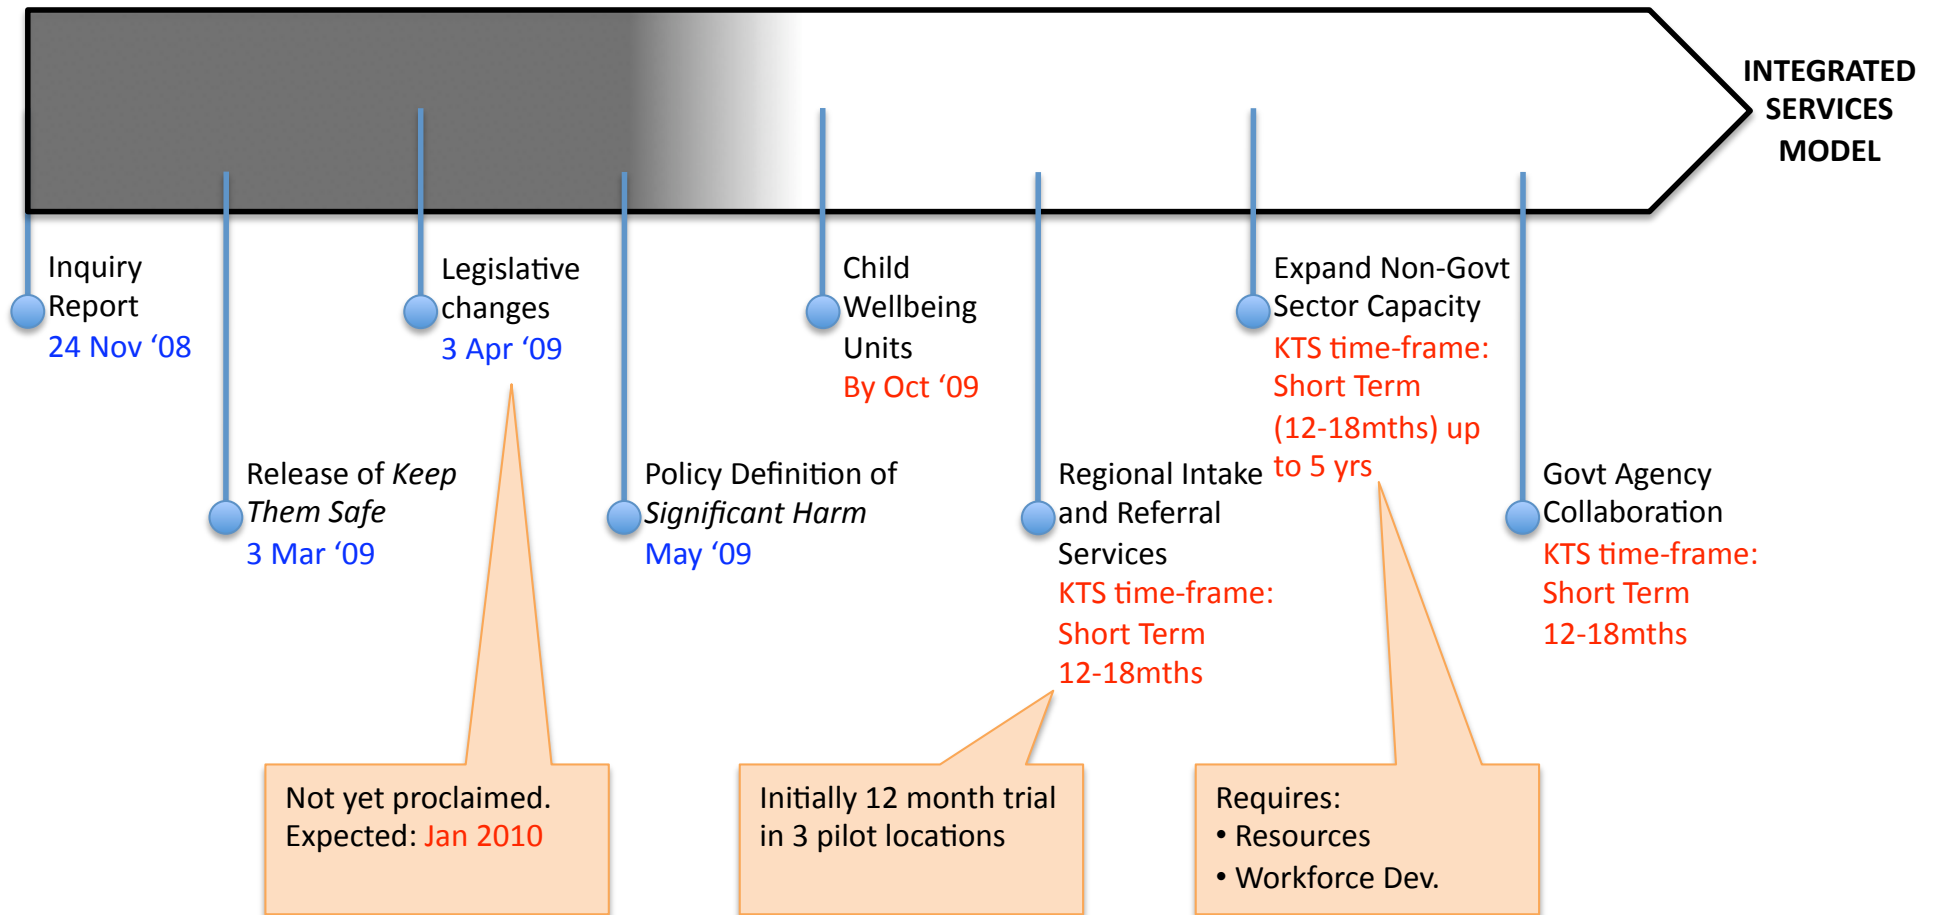 INTEGRATED
SERVICES
MODEL
Inquiry
Report
24 Nov ‘08
Release of Keep
Them Safe
3 Mar ‘09
Legislative
changes
3 Apr ‘09
Policy Definition of
Significant Harm
May ‘09
Child
Wellbeing
Units
By Oct ‘09
Regional Intake
and Referral
Services
KTS time-frame:
Short Term
12-18mths
Expand Non-Govt
Sector Capacity
KTS time-frame:
Short Term
(12-18mths) up
to 5 yrs
Govt Agency
Collaboration
KTS time-frame:
Short Term
12-18mths
Not yet proclaimed.
Expected: Jan 2010
Initially 12 month trial
in 3 pilot locations
Requires:
• Resources
• Workforce Dev.